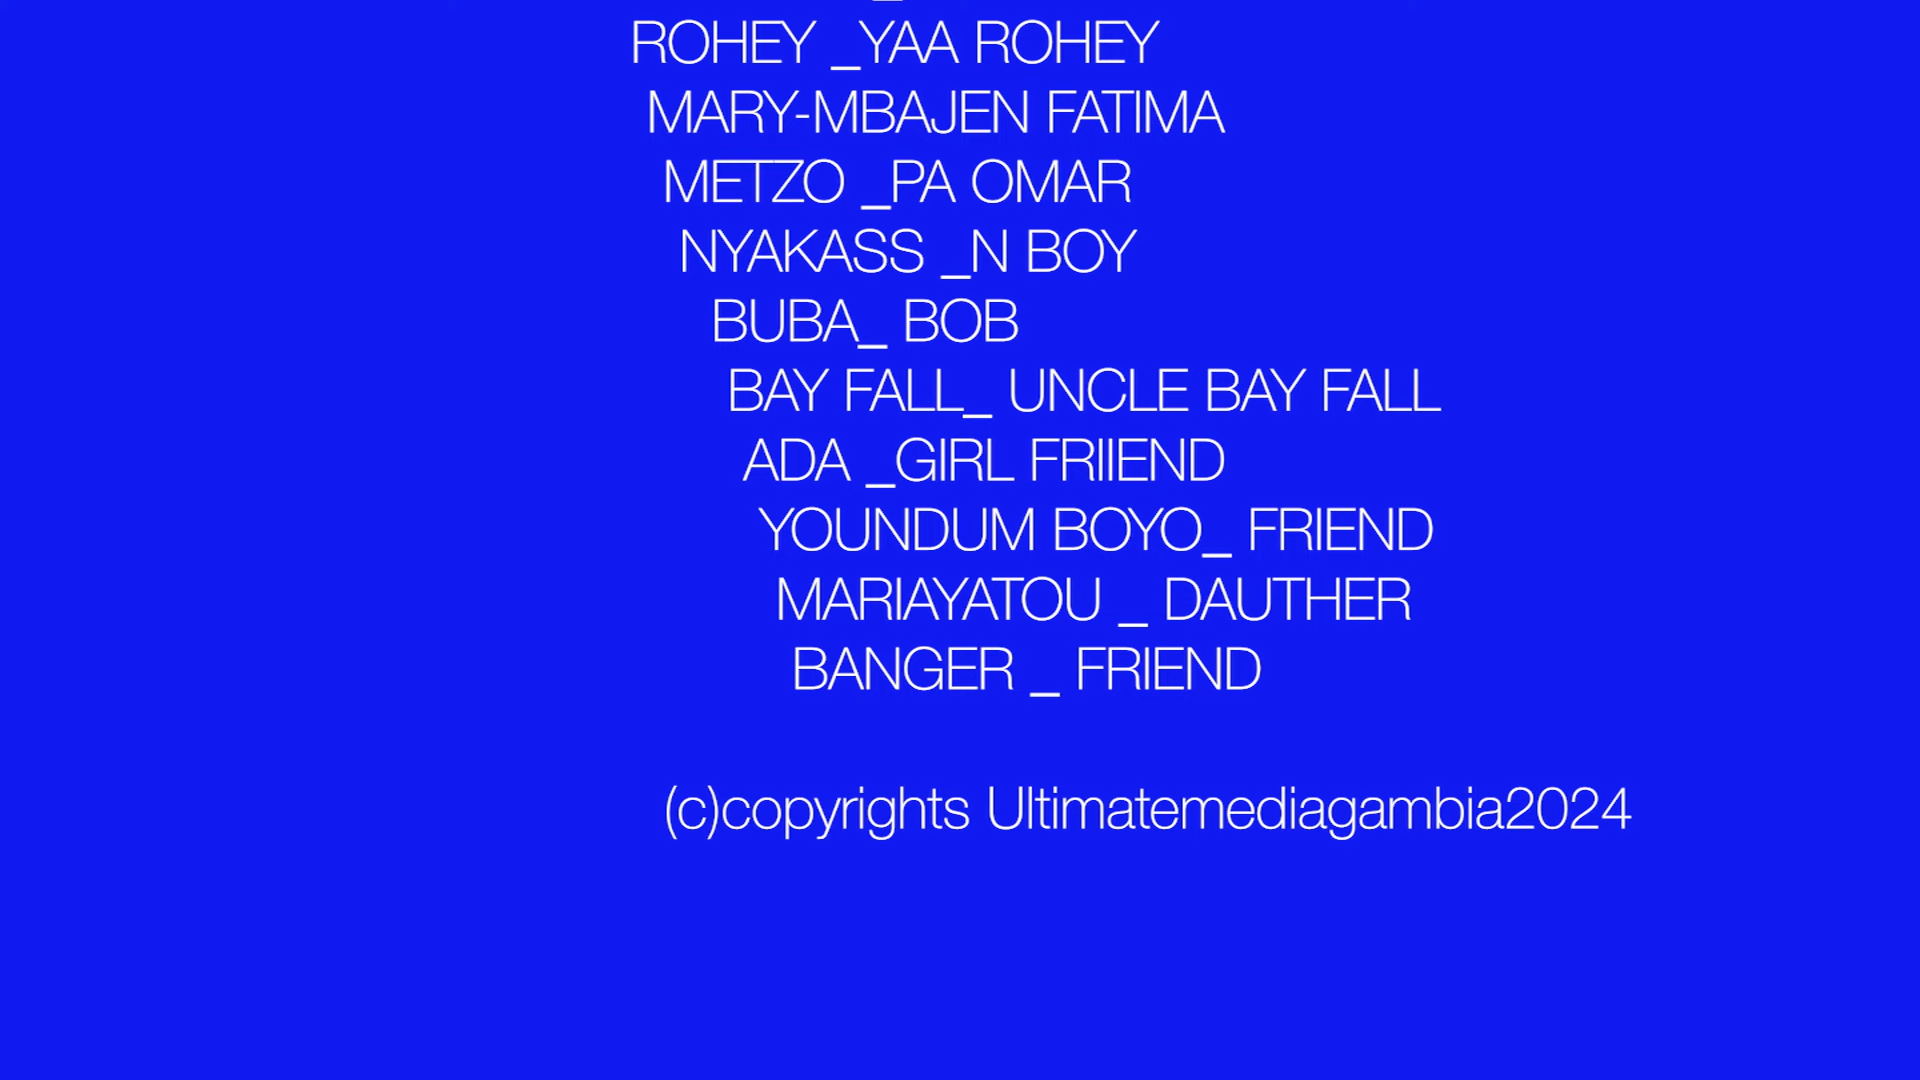 ROHEY _YAA ROHEY
MARY-MBAJEN FATIMA
METZO _PA OMAR
NYAKASS _N BOY
BUBA_ BOB
BAY FALL_ UNCLE BAY FALL
ADA _GIRL FRIIEND
YOUNDUM BOYO_ FRIEND
MARIAYATOU _ DAUTHER
BANGER _ FRIEND
(c)copyrights Ultimatemediagambia2024